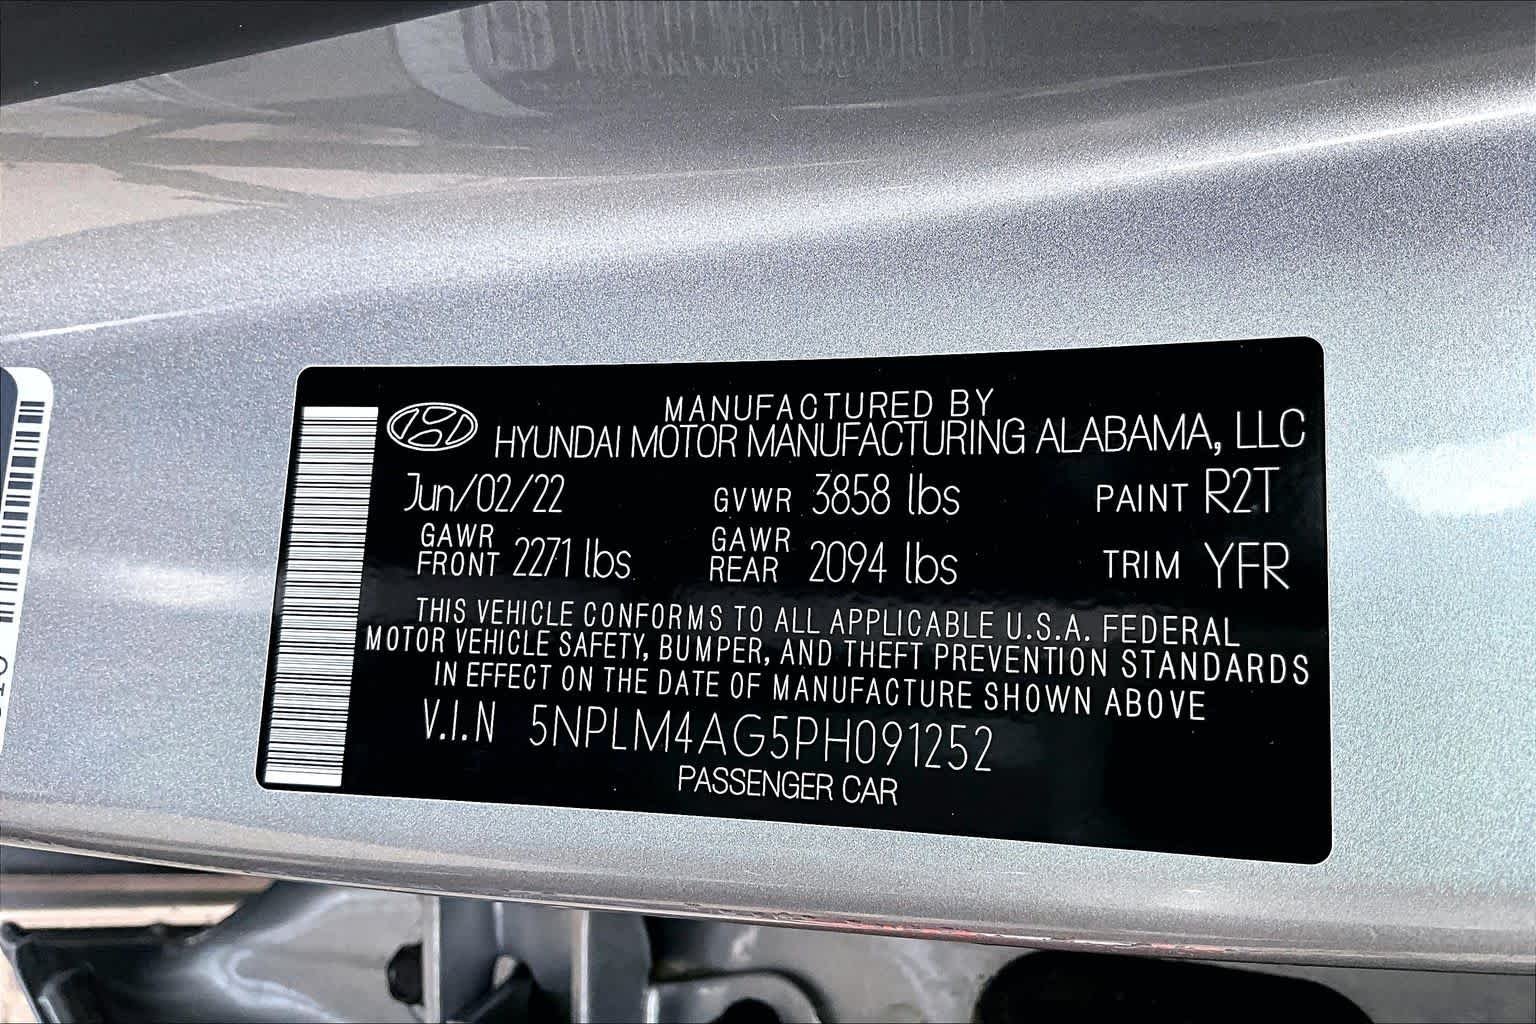 MANUFACTURED BY
HYUNDAI MOTOR MANUFACTURING ALABAMA, LLC
Jun/02/22 GVWR 3858 lbs PAINT R2T
GAWR FRONT 2271 lbs GAWR REAR 2094 lbs TRIM YFR
THIS VEHICLE CONFORMS TO ALL APPLICABLE U.S.A. FEDERAL
MOTOR VEHICLE SAFETY, BUMPER, AND THEFT PREVENTION STANDARDS
IN EFFECT ON THE DATE OF MANUFACTURE SHOWN ABOVE
V.I.N 5NPLM4AG5PH091252
PASSENGER CAR